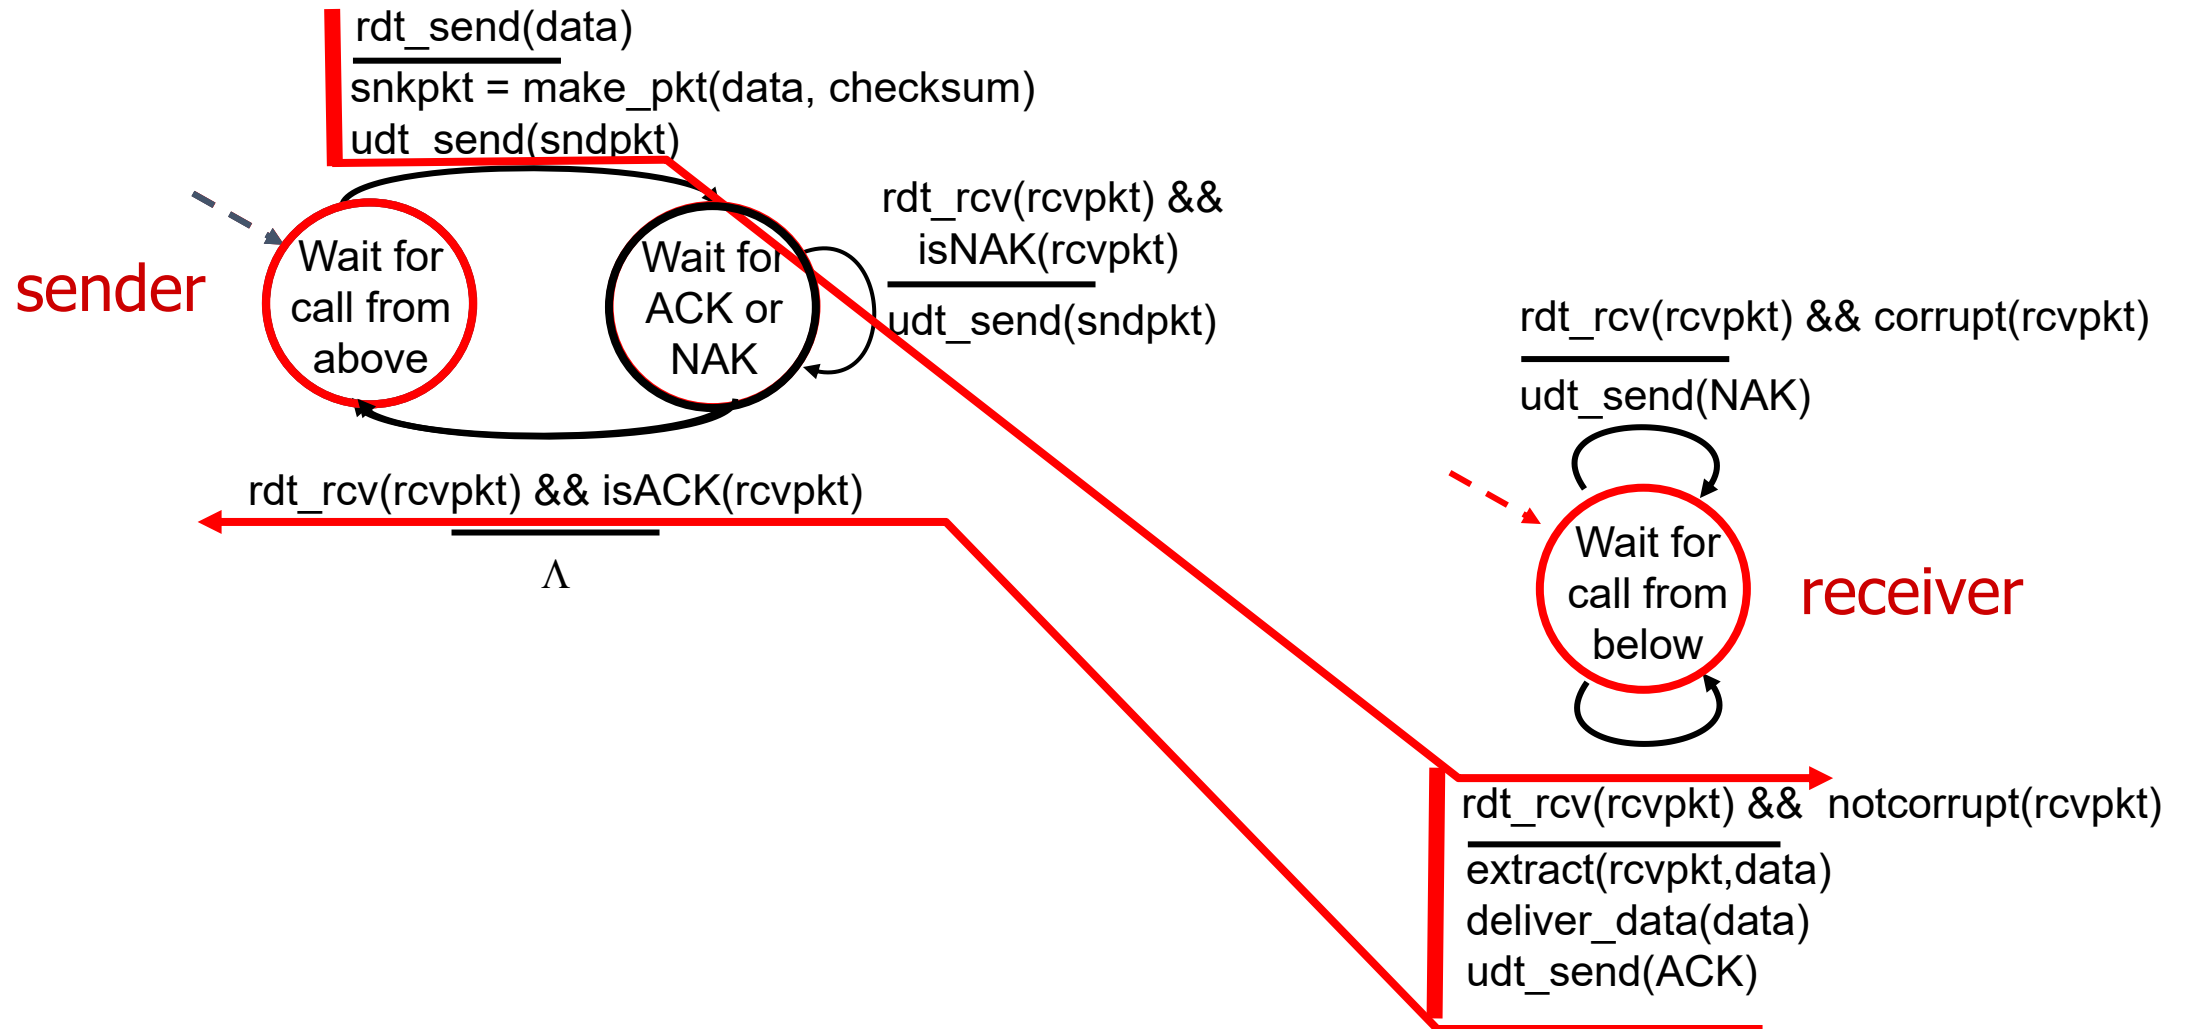 rdt_send(data)
snkpkt = make_pkt(data, checksum)
udt_send(sndpkt)
sender
Wait for
call from
above
Wait for
ACK or
NAK
rdt_rcv(rcvpkt) &&
isNAK(rcvpkt)
udt_send(sndpkt)
rdt_rcv(rcvpkt) && isACK(rcvpkt)
Λ
rdt_rcv(rcvpkt) && corrupt(rcvpkt)
udt_send(NAK)
Wait for
call from
below
receiver
rdt_rcv(rcvpkt) && notcorrupt(rcvpkt)
extract(rcvpkt,data)
deliver_data(data)
udt_send(ACK)